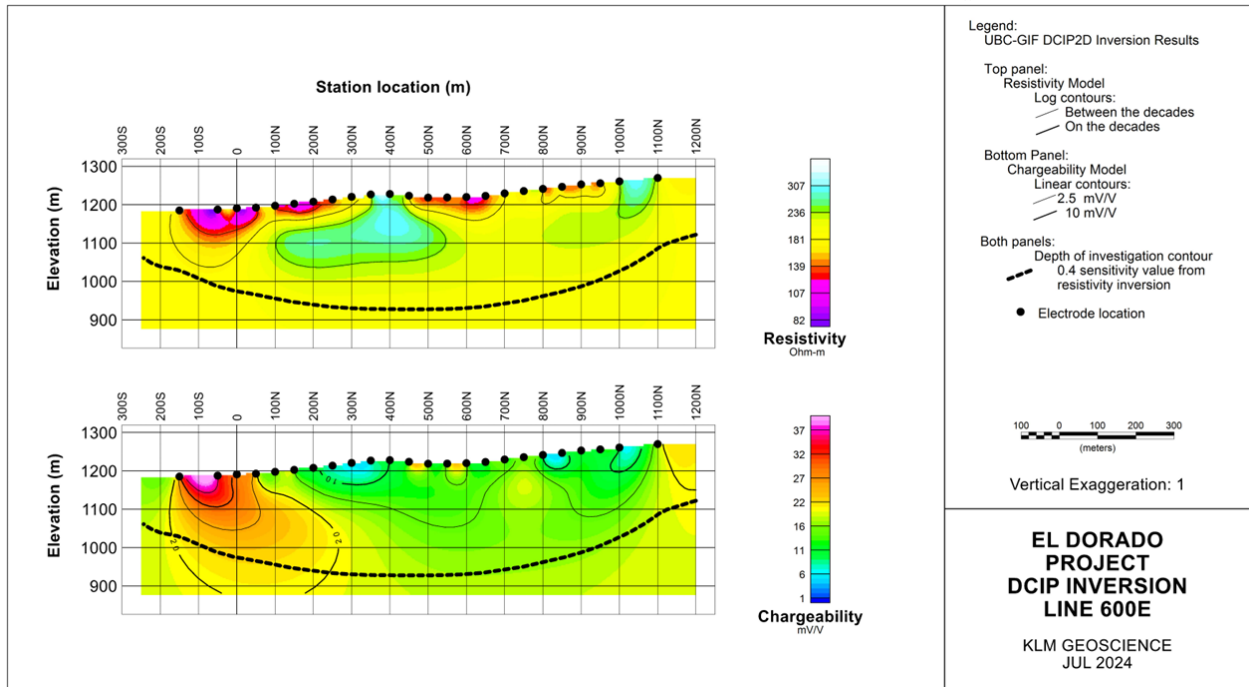 Station location (m)
300S
200S
100S
0
100N
200N
300N
400N
500N
600N
700N
800N
900N
1000N
1100N
1200N
Elevation (m)
1300
1200
1100
1000
900
307
236
181
139
107
82
Resistivity
Ohm-m
300S
200S
100S
0
100N
200N
300N
400N
500N
600N
700N
800N
900N
1000N
1100N
1200N
Elevation (m)
1300
1200
1100
1000
900
10
20
20
37
32
27
22
16
11
6
1
Chargeability
mV/V
Legend:
UBC-GIF DCIP2D Inversion Results
Top panel:
Resistivity Model
Log contours:
Between the decades
On the decades
Bottom Panel:
Chargeability Model
Linear contours:
2.5 mV/V
10 mV/V
Both panels:
Depth of investigation contour
0.4 sensitivity value from
resistivity inversion
Electrode location
100 0 100 200 300
(meters)
Vertical Exaggeration: 1
EL DORADO
PROJECT
DCIP INVERSION
LINE 600E
KLM GEOSCIENCE
JUL 2024